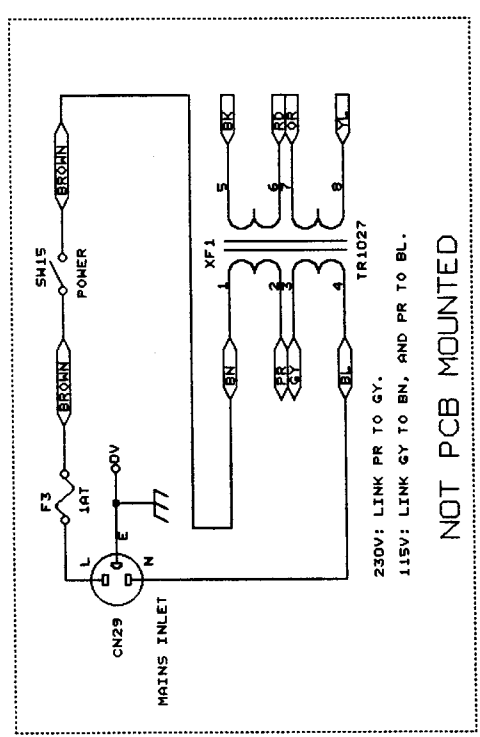 CN29
MAINS INLET
L
N
E
0V
F3
1AT
BROWN
SW15
POWER
BROWN
BN
PR
GY
BL
1
2
3
4
XF1
TR1027
5
6
7
8
BK
RD
OR
YL
230V: LINK PR TO GY.
115V: LINK GY TO BN, AND PR TO BL.
NOT PCB MOUNTED